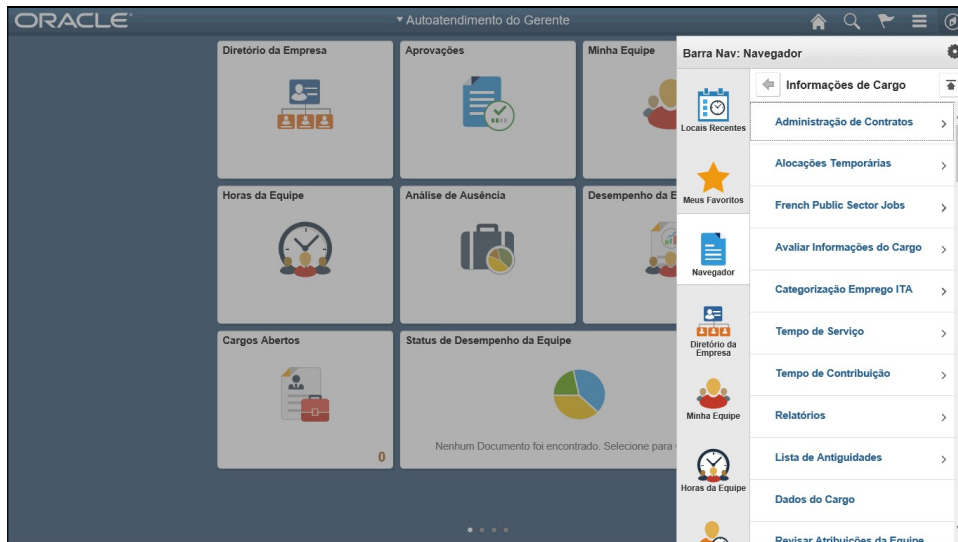 ORACLE
Autoatendimento do Gerente
Diretório da Empresa
Aprovações
Minha Equipe
Horas da Equipe
Análise de Ausência
Desempenho da E
Cargos Abertos
0
Status de Desempenho da Equipe
Nenhum Documento foi encontrado. Selecione para
Barra Nav: Navegador
Locais Recentes
Meus Favoritos
Navegador
Diretório da
Empresa
Minha Equipe
Horas da Equipe
Informações de Cargo
Administração de Contratos
Alocações Temporárias
French Public Sector Jobs
Avaliar Informações do Cargo
Categorização Emprego ITA
Tempo de Serviço
Tempo de Contribuição
Relatórios
Lista de Antiguidades
Dados do Cargo
Revisar Atribuições da Equipe